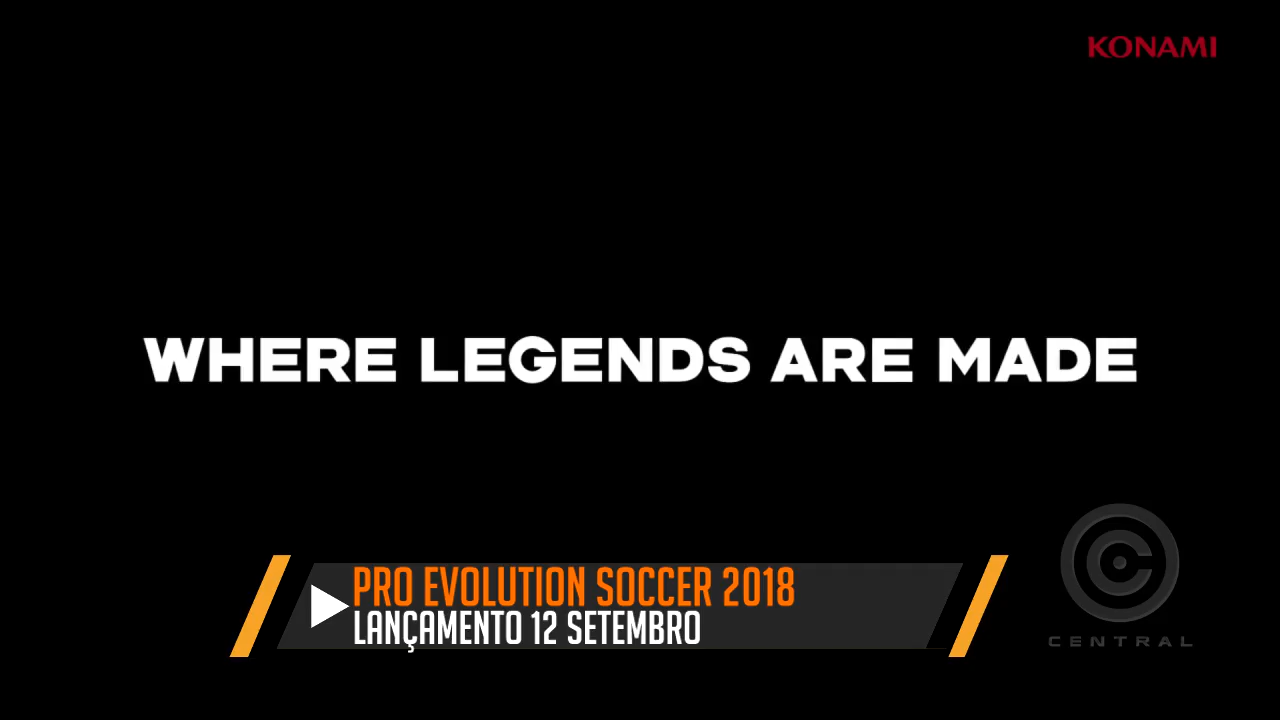 KONAMI
WHERE LEGENDS ARE MADE
PRO EVOLUTION SOCCER 2018
LANÇAMENTO 12 SETEMBRO
CENTRAL